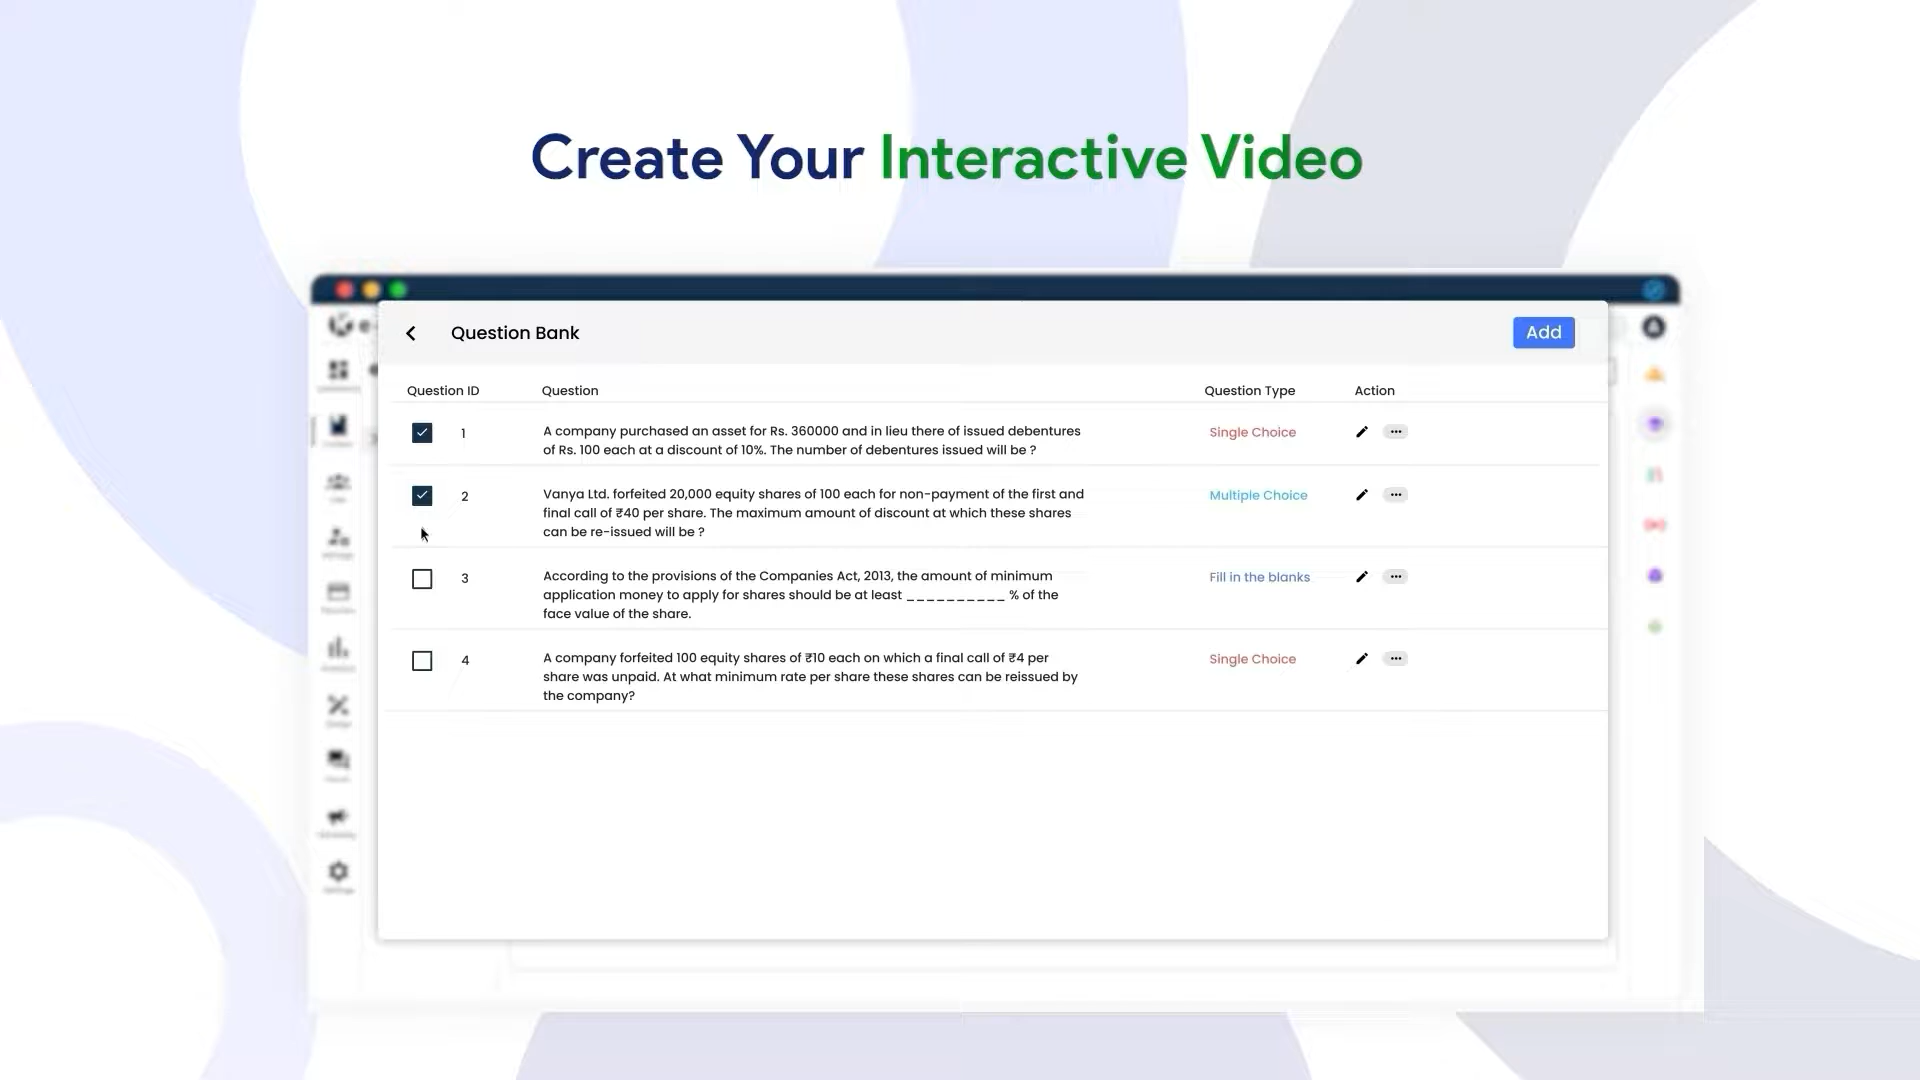 Create Your Interactive Video
Question Bank
Add
Question ID Question Question Type Action
1 A company purchased an asset for Rs. 360000 and in lieu there of issued debentures Single Choice
of Rs. 100 each at a discount of 10%. The number of debentures issued will be ?
2 Vanya Ltd. forfeited 20,000 equity shares of 100 each for non-payment of the first and Multiple Choice
final call of ₹40 per share. The maximum amount of discount at which these shares
can be re-issued will be ?
3 According to the provisions of the Companies Act, 2013, the amount of minimum Fill in the blanks
application money to apply for shares should be at least __________ % of the
face value of the share.
4 A company forfeited 100 equity shares of ₹10 each on which a final call of ₹4 per Single Choice
share was unpaid. At what minimum rate per share these shares can be reissued by
the company?